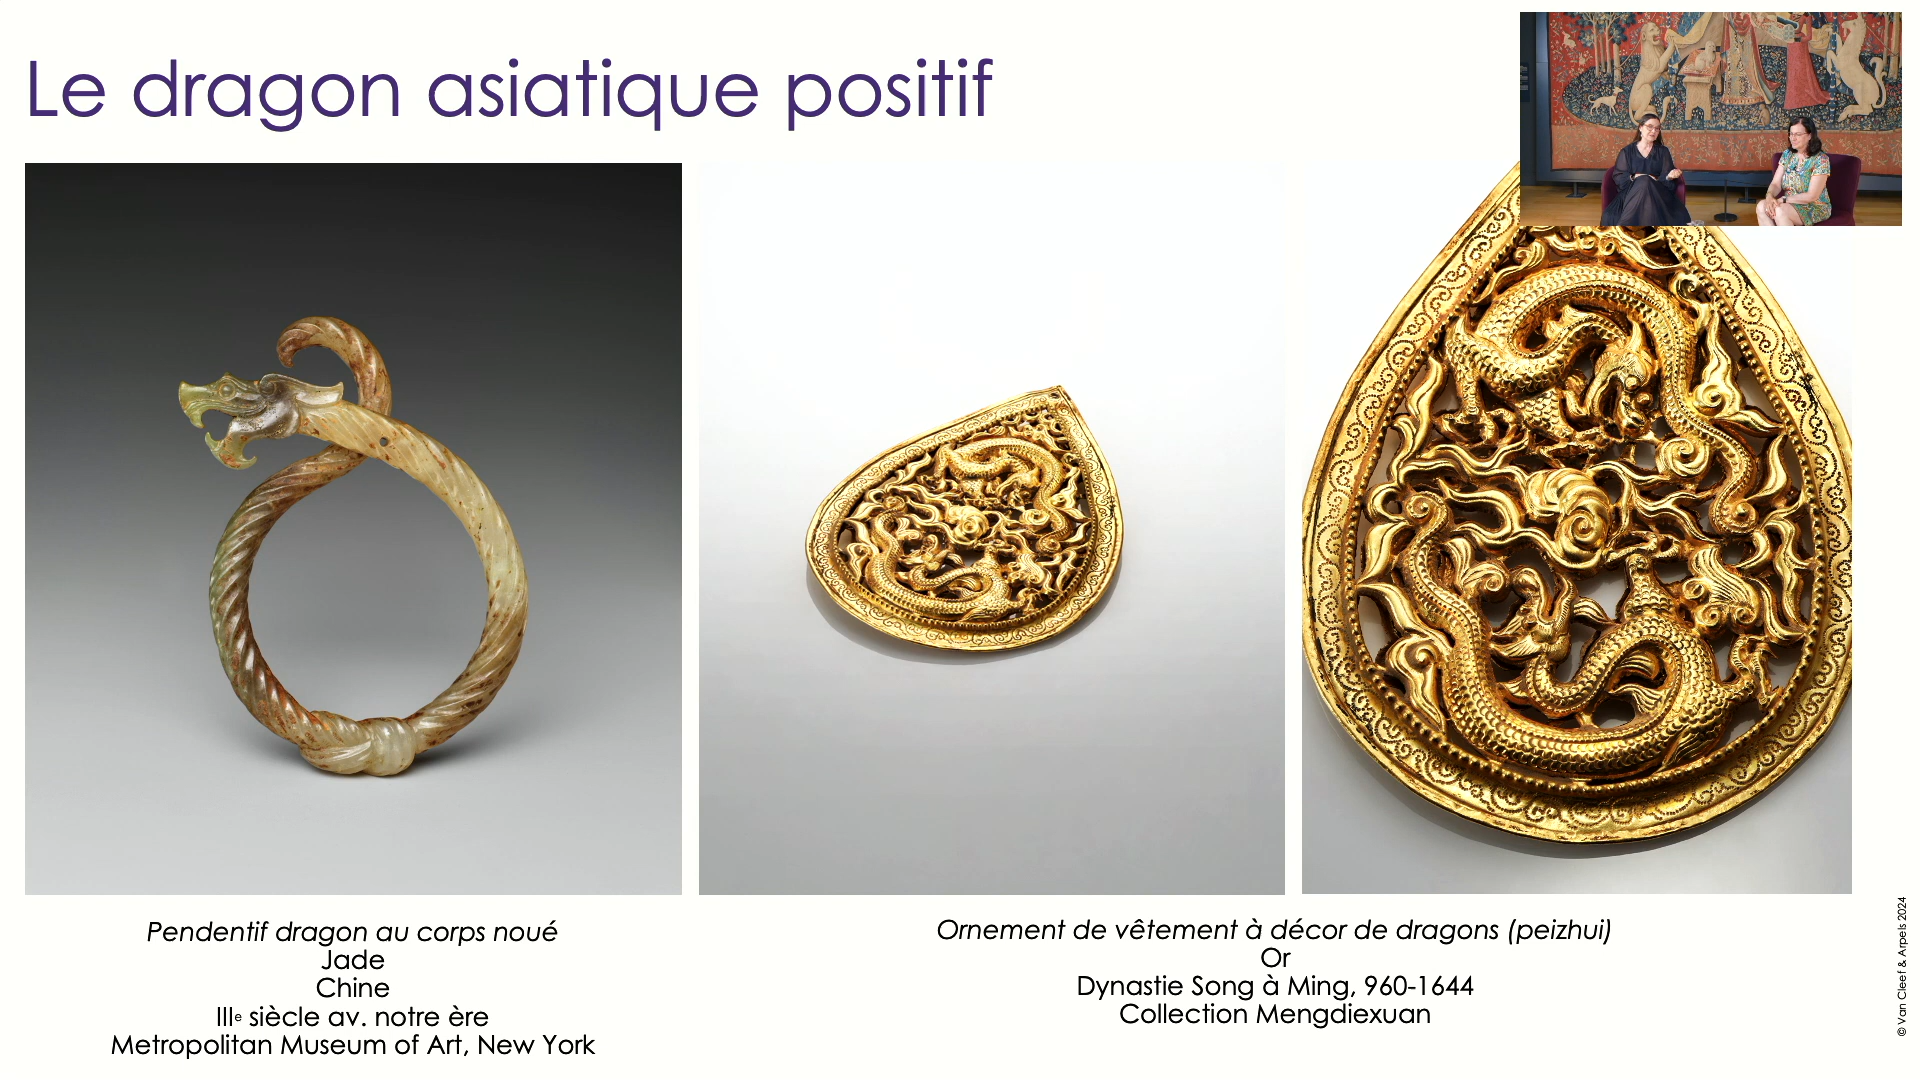 Le dragon asiatique positif
Pendentif dragon au corps noué
Jade
Chine
IIIe siècle av. notre ère
Metropolitan Museum of Art, New York
Ornement de vêtement à décor de dragons (peizhui)
Or
Dynastie Song à Ming, 960-1644
Collection Mengdiexuan
© Van Cleef & Arpels 2024